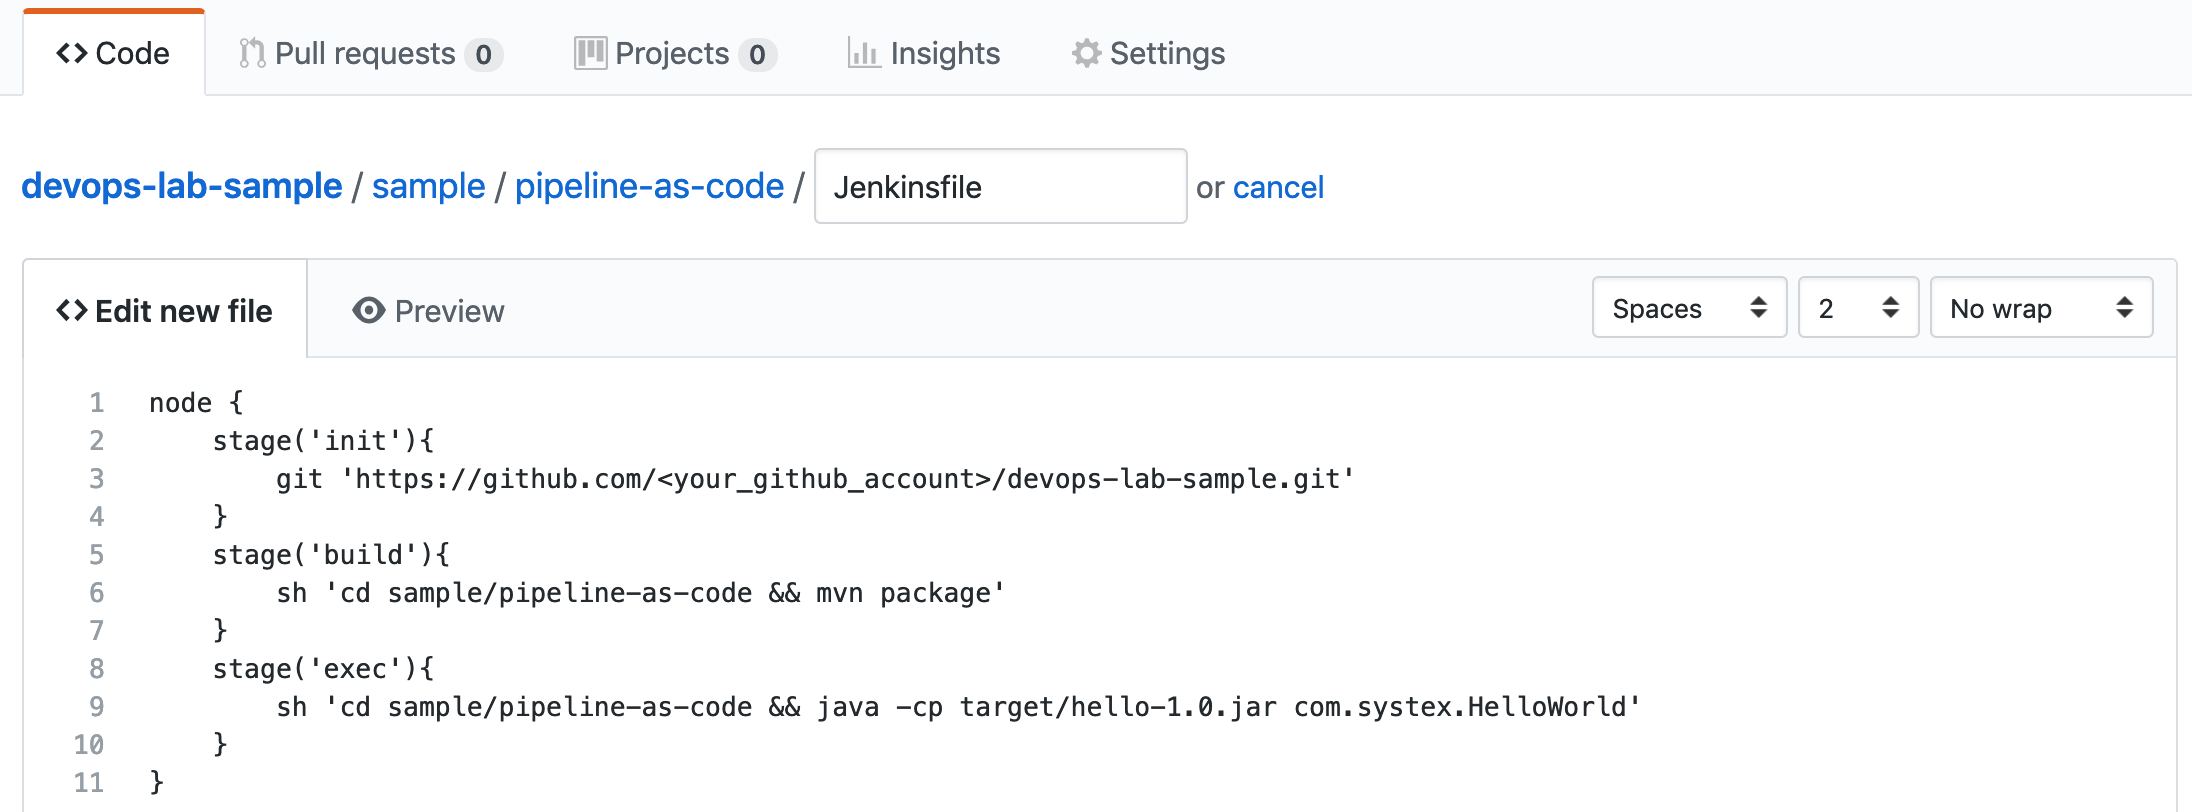 Code Pull requests 0 Projects 0 Insights Settings
devops-lab-sample / sample / pipeline-as-code / Jenkinsfile or cancel
Edit new file Preview Spaces 2 No wrap
1 node {
2     stage('init'){
3         git 'https://github.com/<your_github_account>/devops-lab-sample.git'
4     }
5     stage('build'){
6         sh 'cd sample/pipeline-as-code && mvn package'
7     }
8     stage('exec'){
9         sh 'cd sample/pipeline-as-code && java -cp target/hello-1.0.jar com.systex.HelloWorld'
10     }
11 }